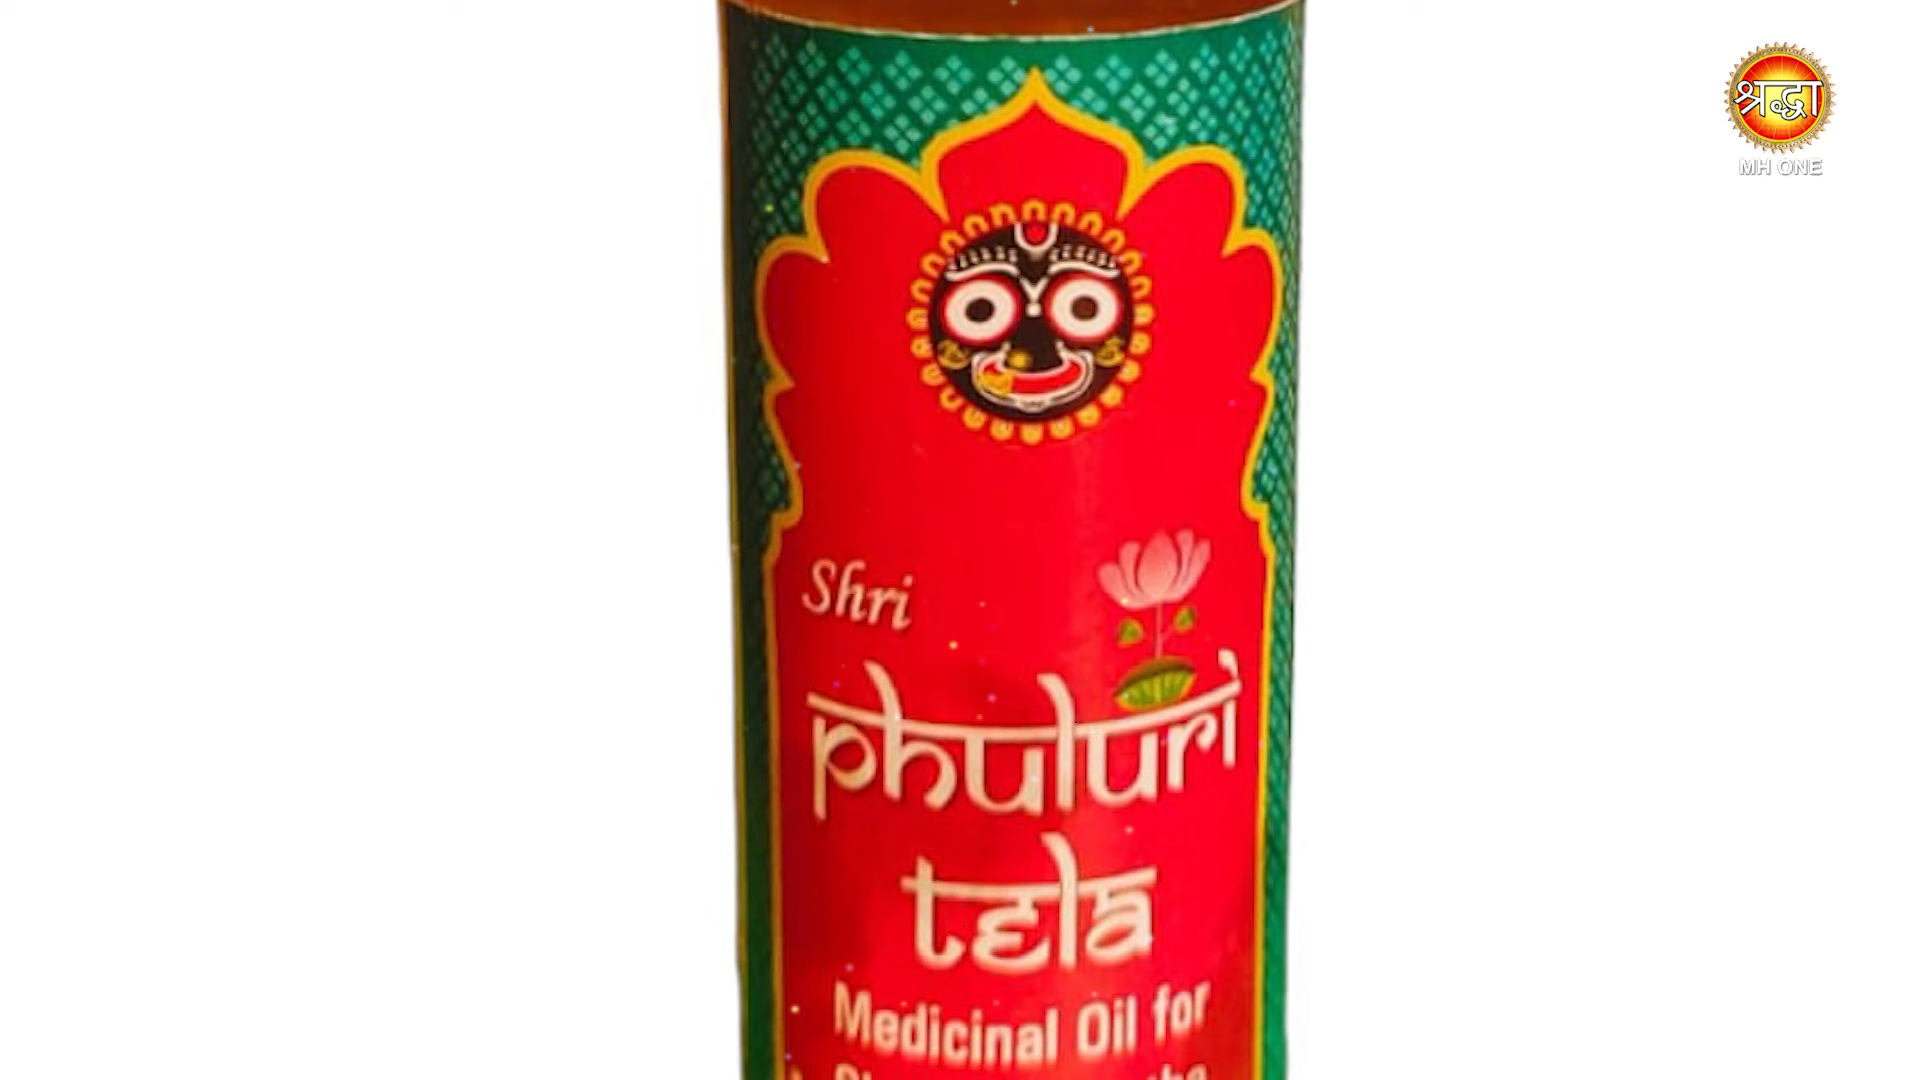 श्रद्धा
MH ONE
Shri
phuluri
tela
Medicinal Oil for